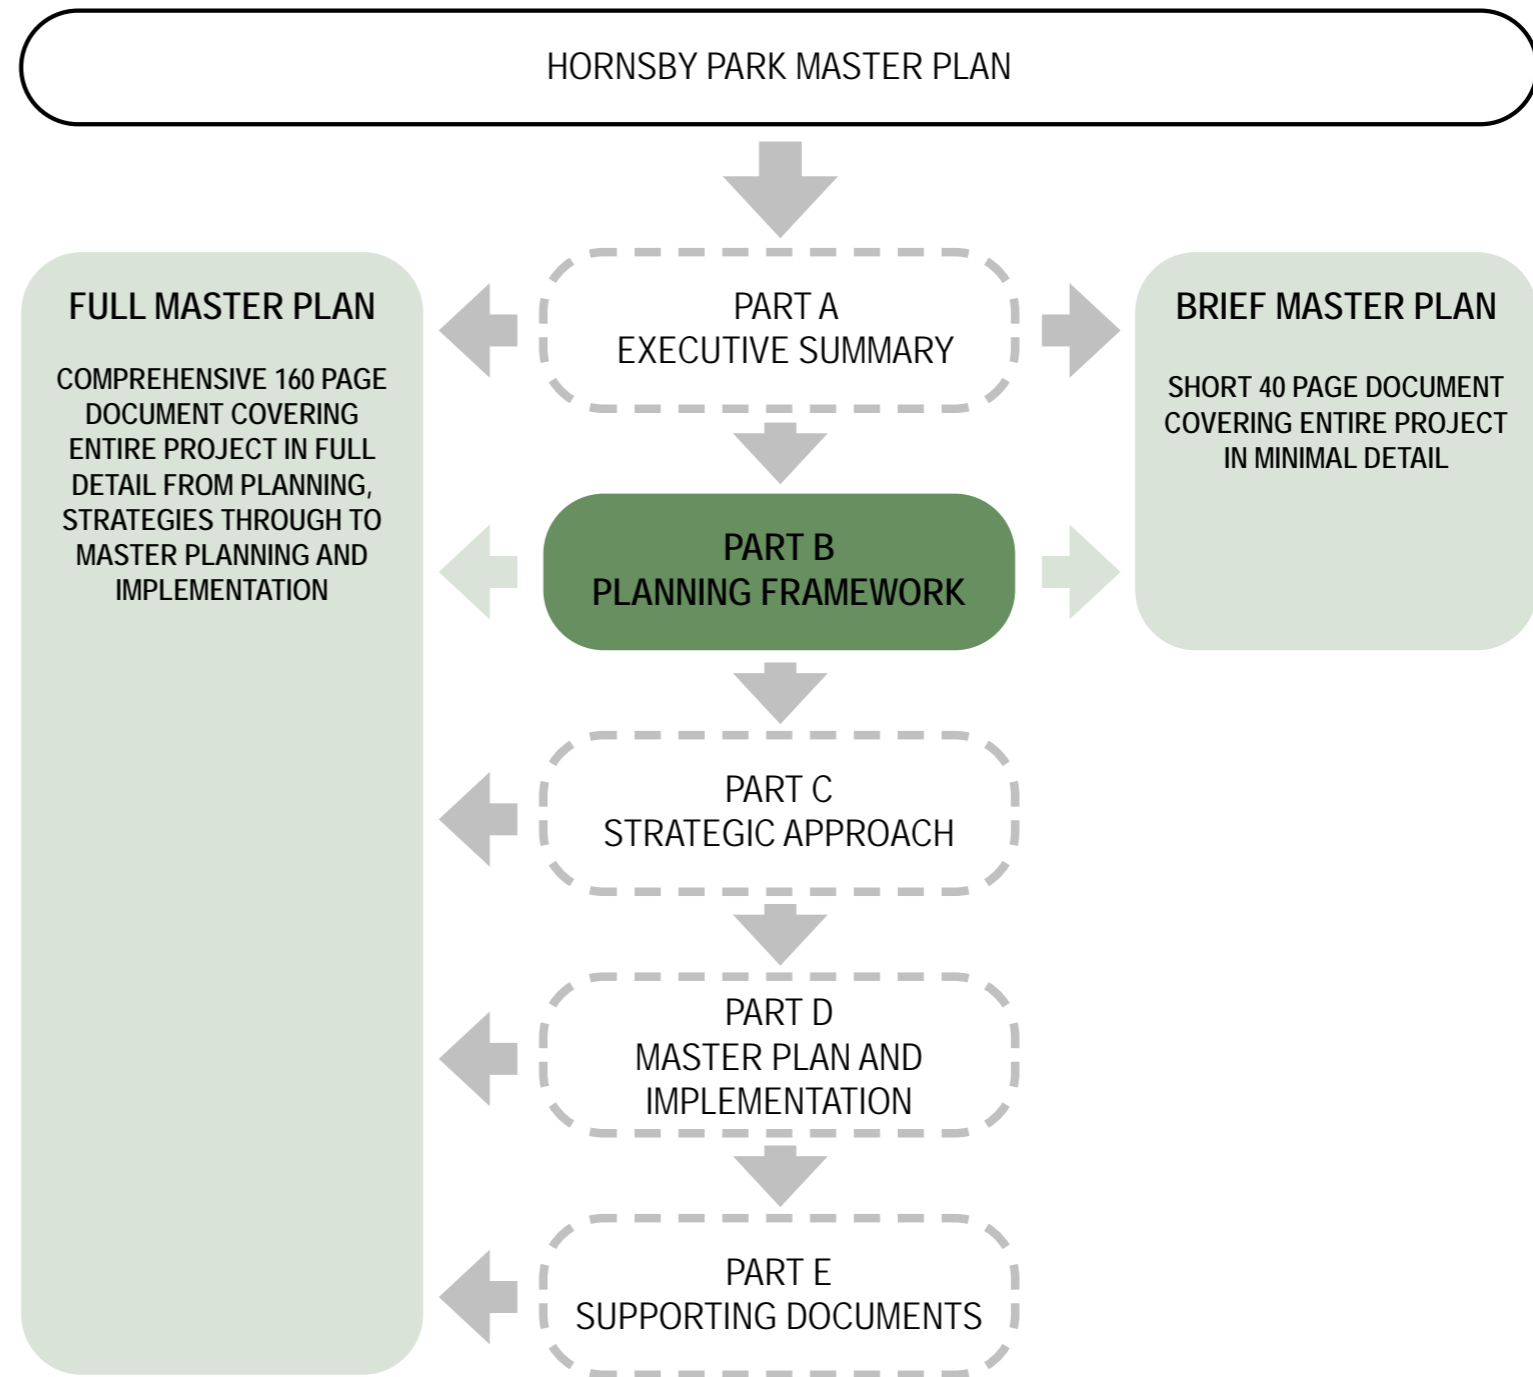 HORNSBY PARK MASTER PLAN
FULL MASTER PLAN
COMPREHENSIVE 160 PAGE
DOCUMENT COVERING
ENTIRE PROJECT IN FULL
DETAIL FROM PLANNING,
STRATEGIES THROUGH TO
MASTER PLANNING AND
IMPLEMENTATION
PART A
EXECUTIVE SUMMARY
BRIEF MASTER PLAN
SHORT 40 PAGE DOCUMENT
COVERING ENTIRE PROJECT
IN MINIMAL DETAIL
PART B
PLANNING FRAMEWORK
PART C
STRATEGIC APPROACH
PART D
MASTER PLAN AND
IMPLEMENTATION
PART E
SUPPORTING DOCUMENTS